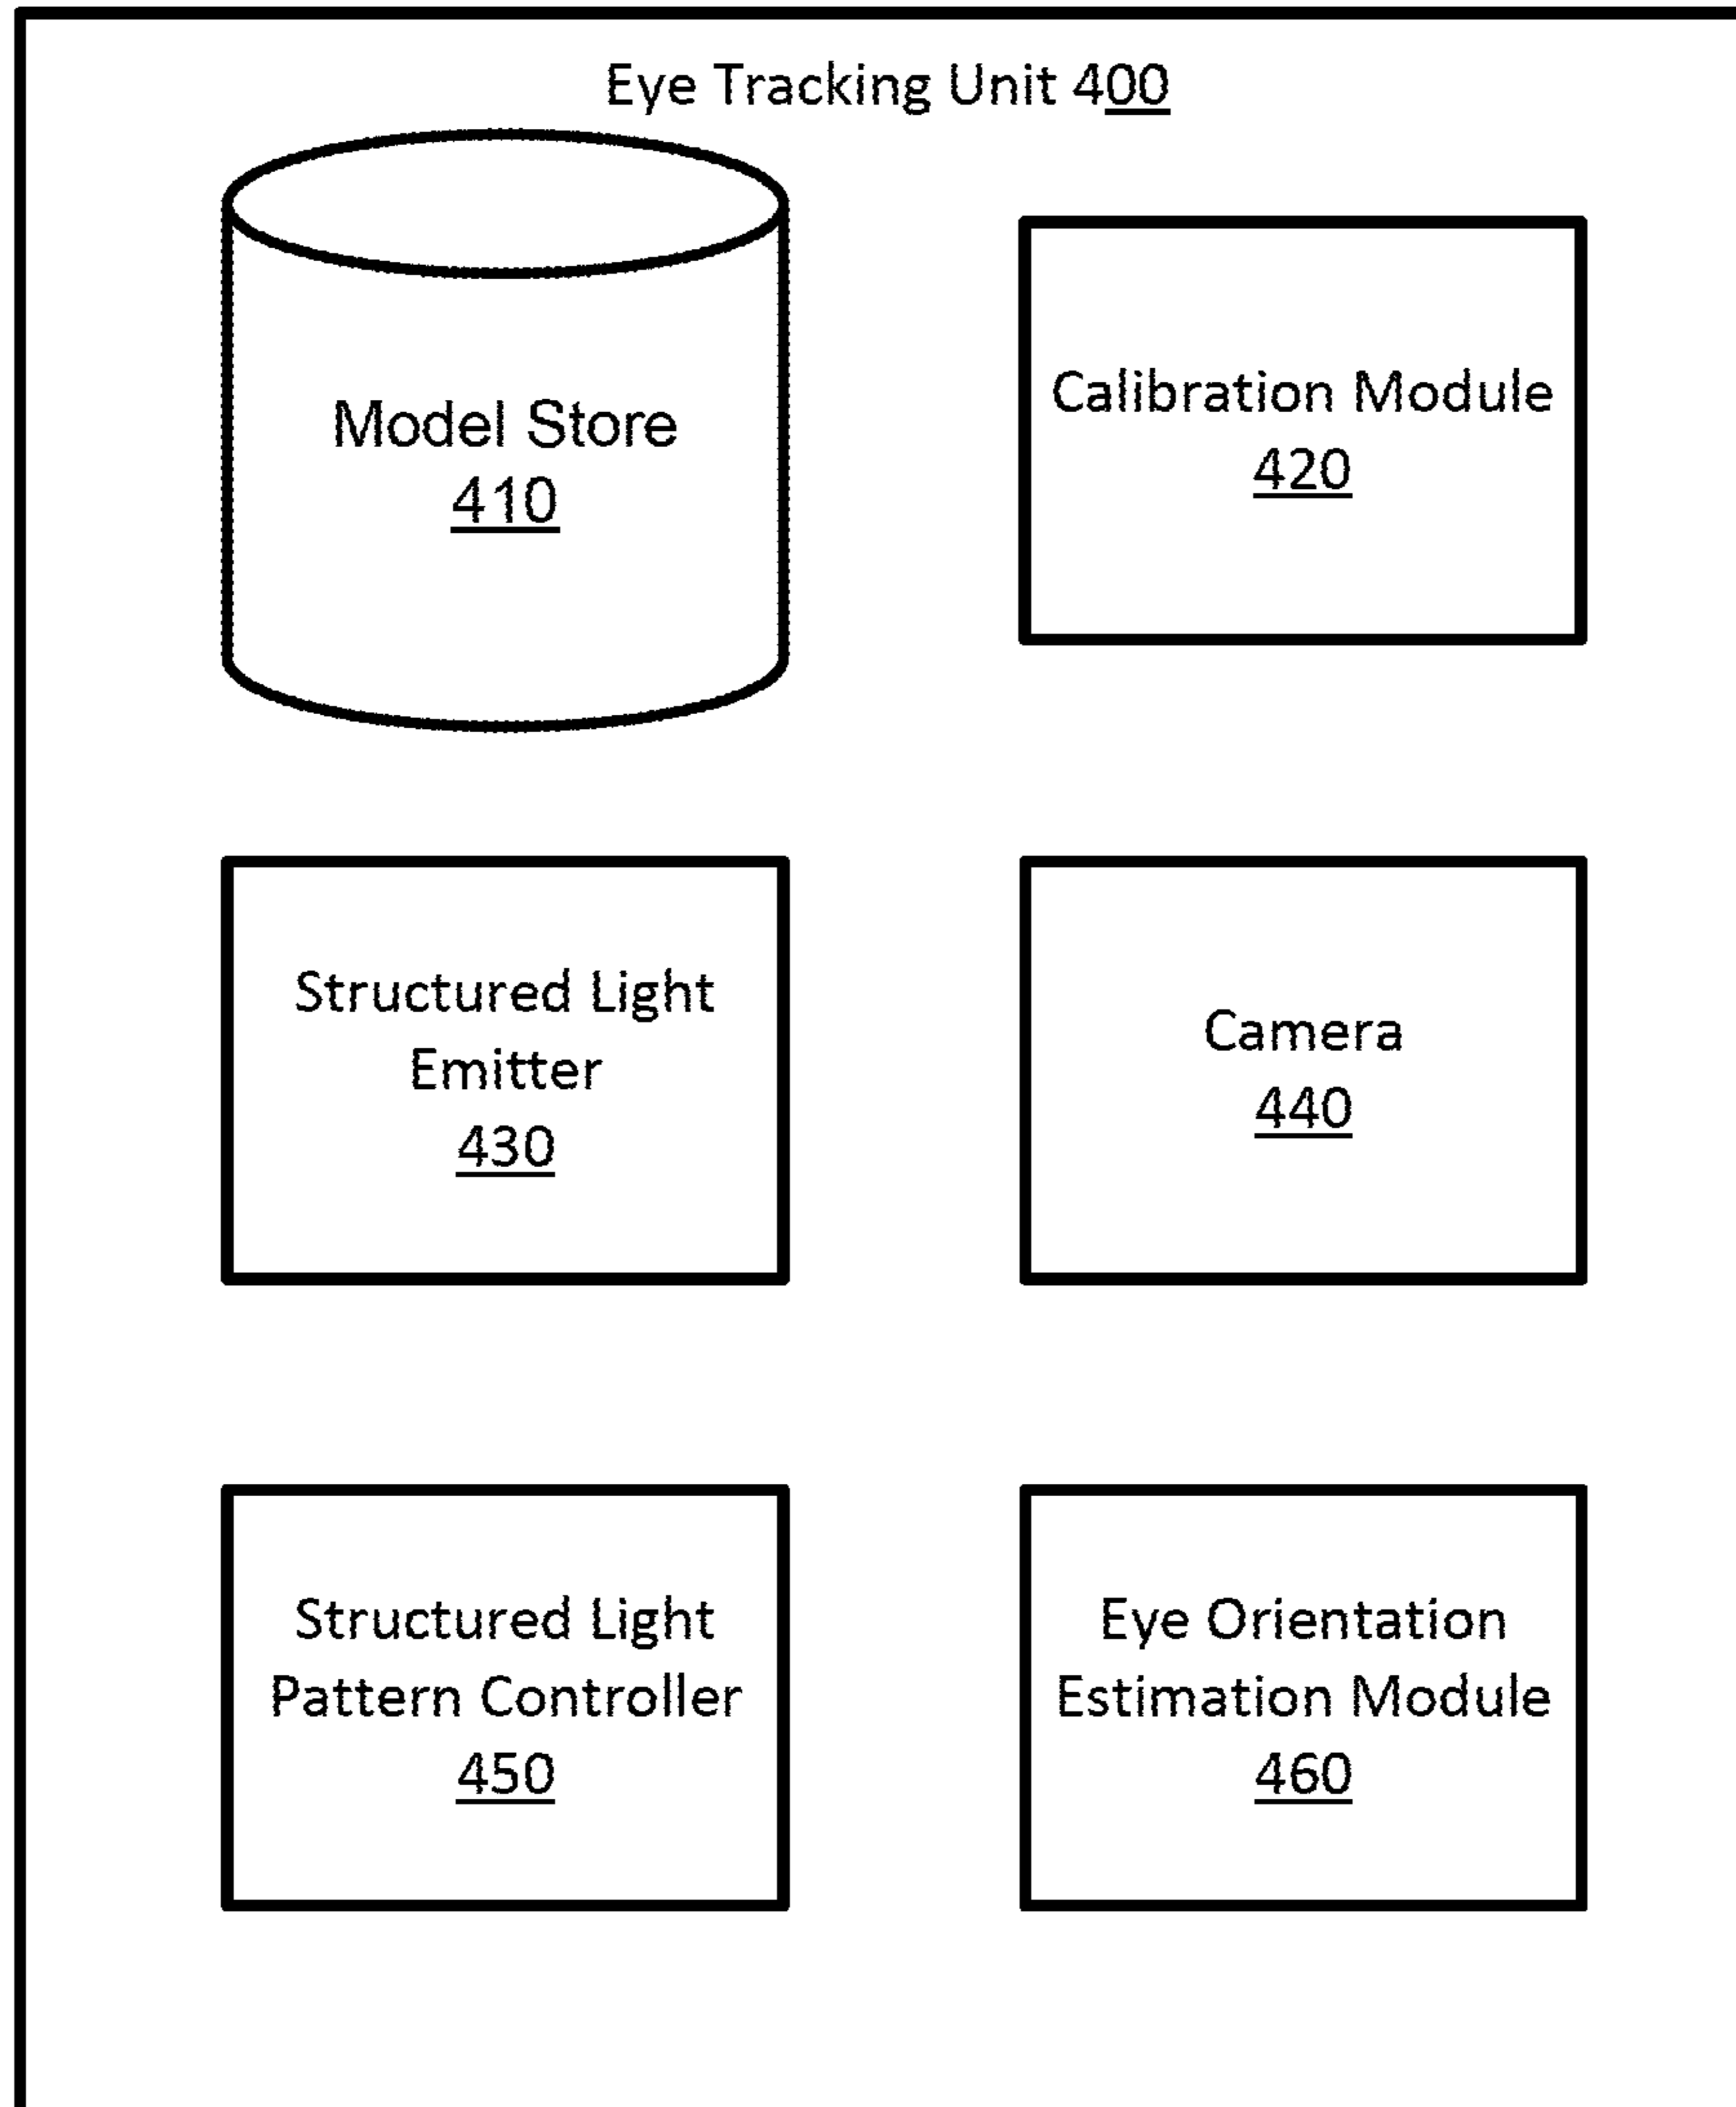 Eye Tracking Unit 400
Model Store
410
Calibration Module
420
Structured Light
Emitter
430
Camera
440
Structured Light
Pattern Controller
450
Eye Orientation
Estimation Module
460